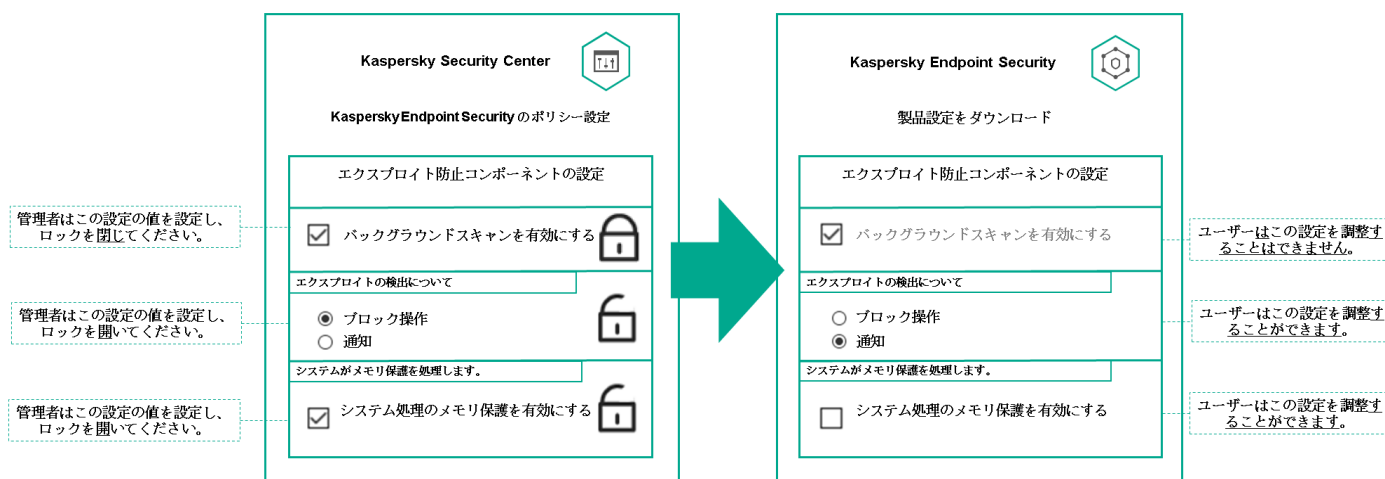 Kaspersky Security Center
Kaspersky Endpoint Security のポリシー設定
エクスプロイト防止コンポーネントの設定
管理者はこの設定の値を設定し、
ロックを閉じてください。
バックグラウンドスキャンを有効にする
エクスプロイトの検出について
管理者はこの設定の値を設定し、
ロックを開いてください。
ブロック操作
通知
システムがメモリ保護を処理します。
管理者はこの設定の値を設定し、
ロックを開いてください。
システム処理のメモリ保護を有効にする
Kaspersky Endpoint Security
製品設定をダウンロード
エクスプロイト防止コンポーネントの設定
バックグラウンドスキャンを有効にする
ユーザーはこの設定を調整す
ることはできません。
エクスプロイトの検出について
ブロック操作
通知
ユーザーはこの設定を調整す
ることができます。
システムがメモリ保護を処理します。
システム処理のメモリ保護を有効にする
ユーザーはこの設定を調整す
ることができます。